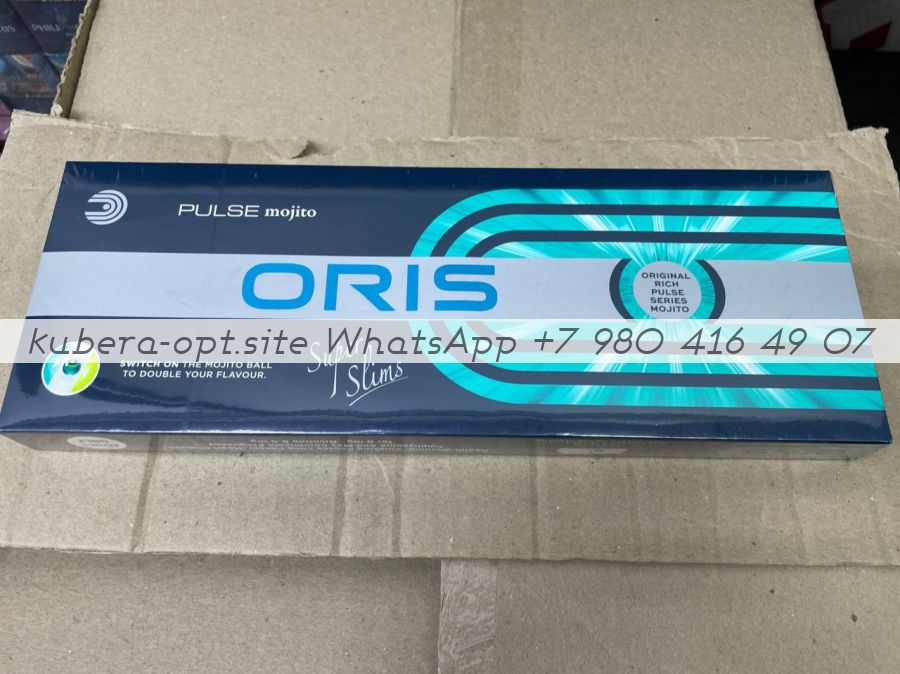 PHILI
PULSE mojito
ORIS
ORIGINAL
RICH
PULSE
SERIES
MOJITO
kubera-opt.site WhatsApp +7 980 416 49 07
SWITCH ON THE MOJITO BALL
TO DOUBLE YOUR FLAVOUR.
Super
Slims